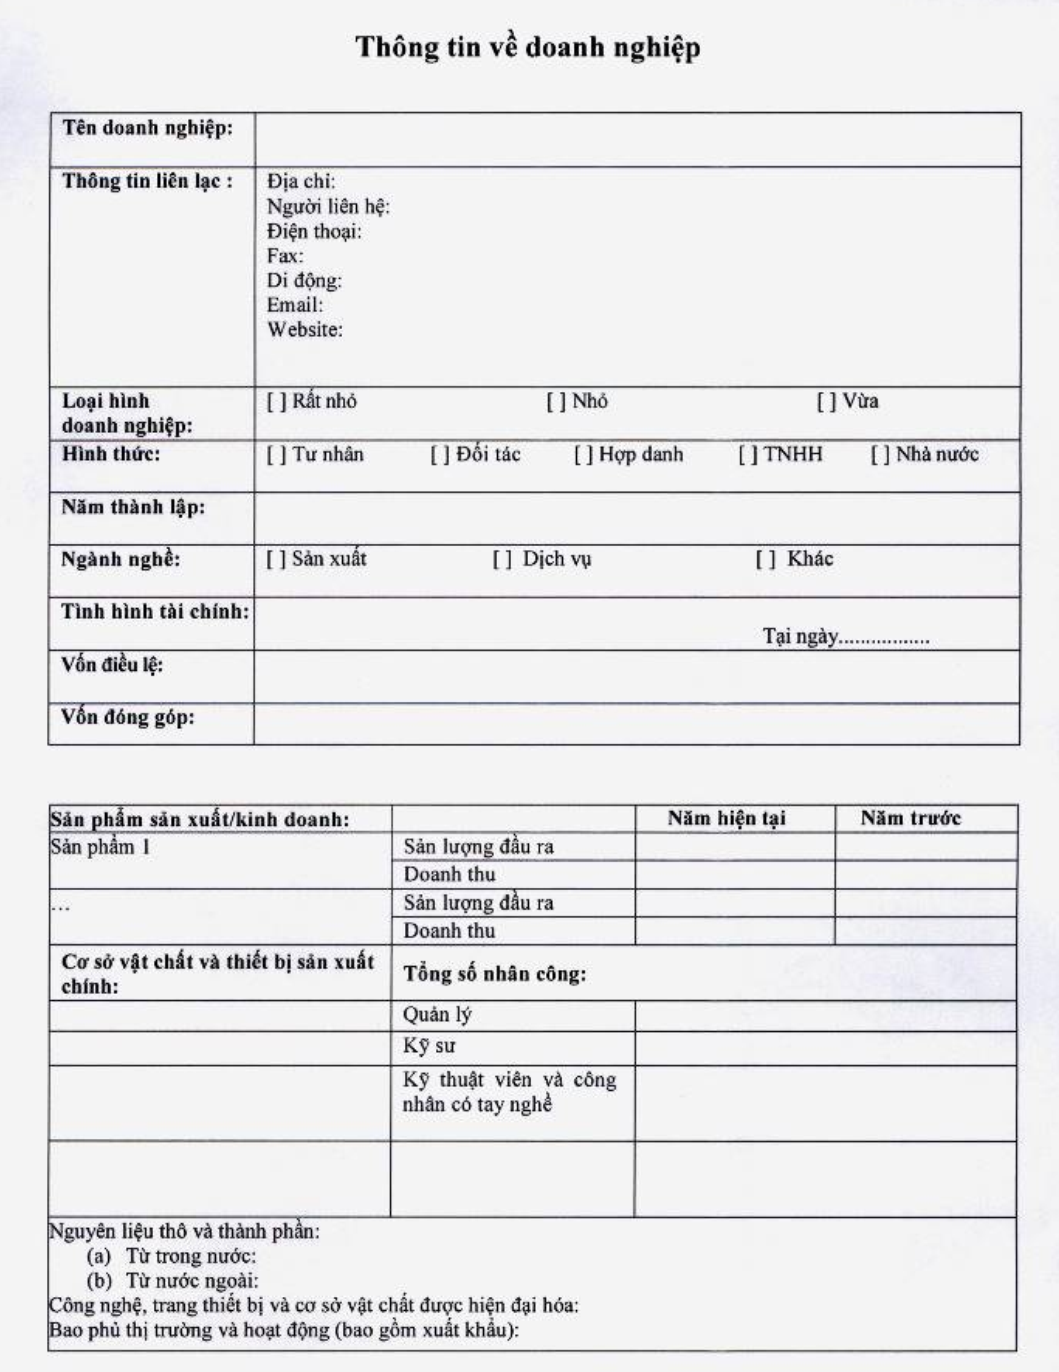 Thông tin về doanh nghiệp
Tên doanh nghiệp:
Thông tin liên lạc :
Địa chỉ:
Người liên hệ:
Điện thoại:
Fax:
Di động:
Email:
Website:
Loại hình
doanh nghiệp:
[ ] Rất nhỏ [ ] Nhỏ [ ] Vừa
Hình thức: [ ] Tư nhân [ ] Đối tác [ ] Hợp danh [ ] TNHH [ ] Nhà nước
Năm thành lập:
Ngành nghề: [ ] Sản xuất [ ] Dịch vụ [ ] Khác
Tình hình tài chính:
Tại ngày.................
Vốn điều lệ:
Vốn đóng góp:
Sản phẩm sản xuất/kinh doanh: Năm hiện tại Năm trước
Sản phẩm 1 Sản lượng đầu ra
Doanh thu
... Sản lượng đầu ra
Doanh thu
Cơ sở vật chất và thiết bị sản xuất
chính:
Tổng số nhân công:
Quản lý
Kỹ sư
Kỹ thuật viên và công
nhân có tay nghề
Nguyên liệu thô và thành phần:
(a) Từ trong nước:
(b) Từ nước ngoài:
Công nghệ, trang thiết bị và cơ sở vật chất được hiện đại hóa:
Bao phủ thị trường và hoạt động (bao gồm xuất khẩu):